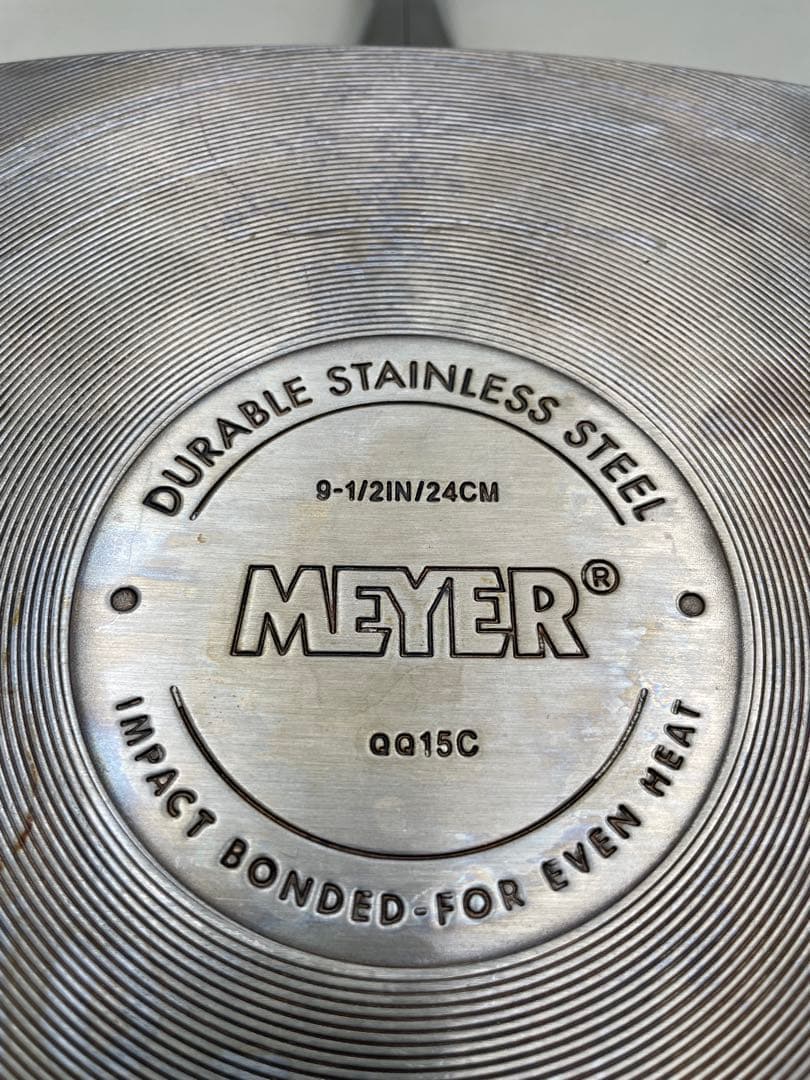 DURABLE STAINLESS STEEL
9-1/2IN/24CM
MEYER®
QQ15C
IMPACT BONDED-FOR EVEN HEAT